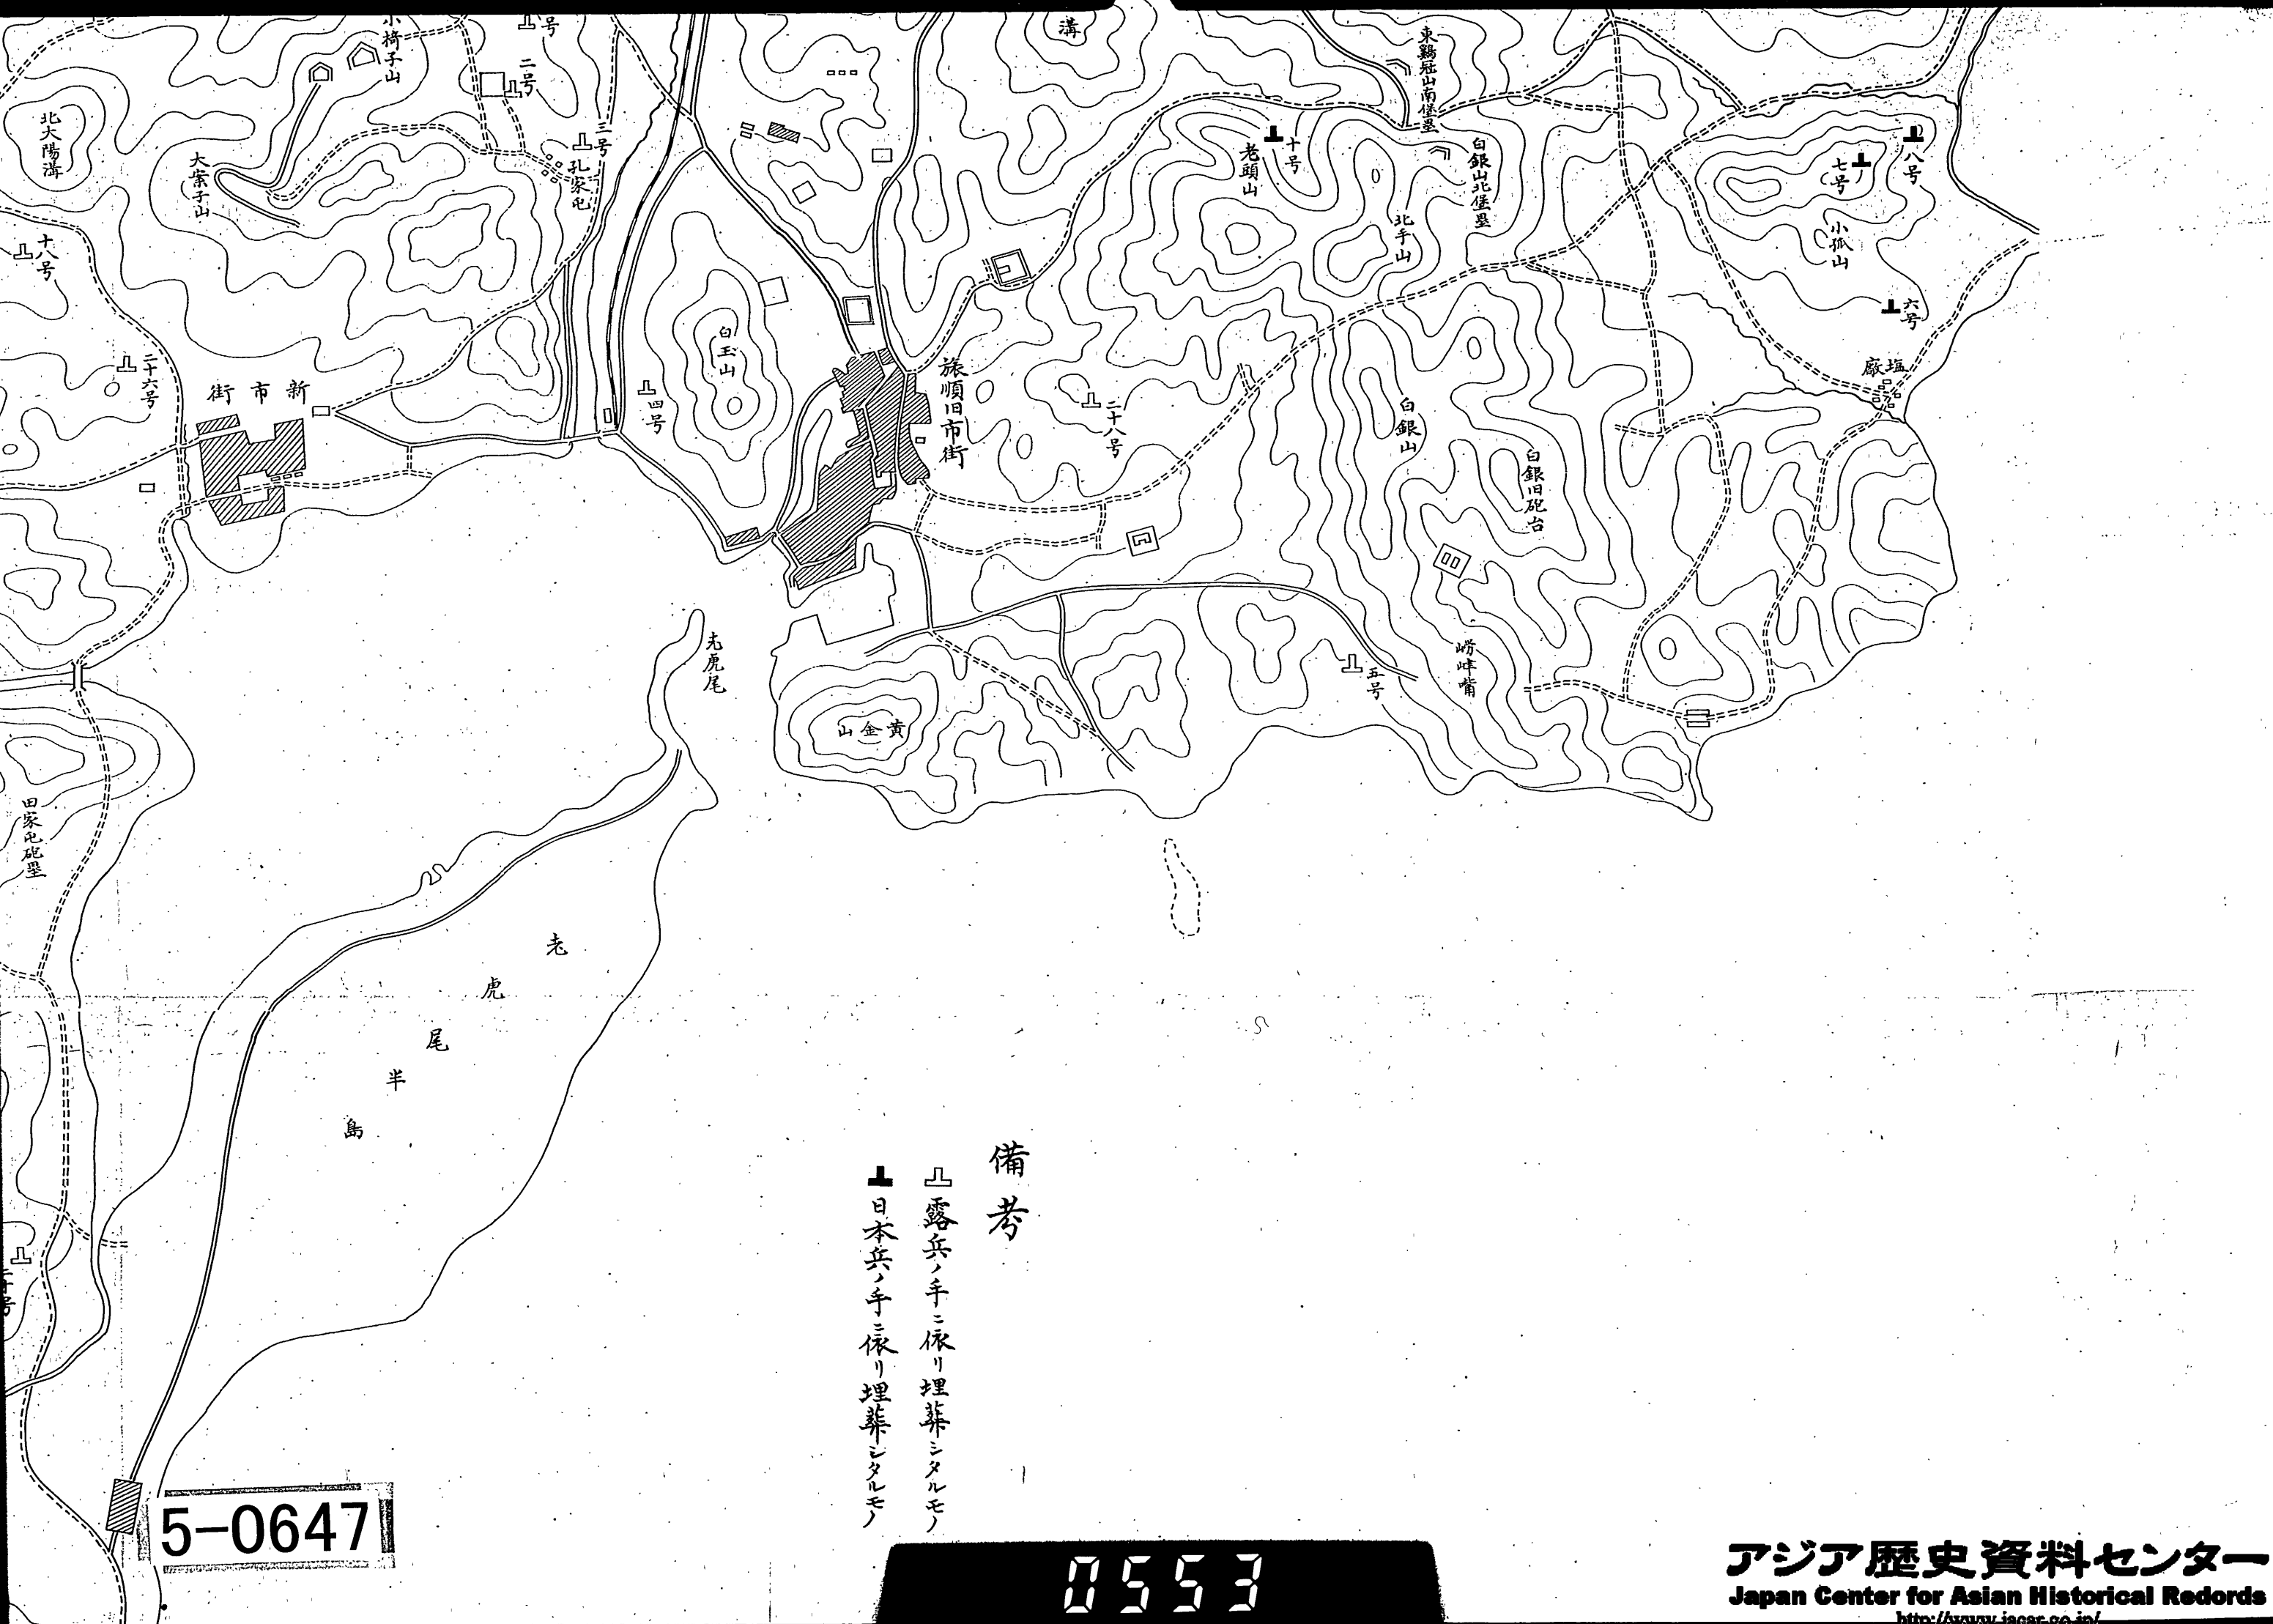 小椅子山
号
二号
溝
東鷄冠山南堡塁
北大陽溝
大案子山
三号
孔家屯
十号
老頭山
白銀山北堡塁
八号
七号
小孤山
北手山
十八号
六号
白玉山
二十六号
新市街
四号
旅順旧市街
二十八号
塩廠
白銀山
白銀旧砲台
老虎尾
五号
嶗嵂嘴
黄金山
田家屯砲塁
老虎尾半島
備考
露兵ノ手ニ依リ埋葬シタルモノ
日本兵ノ手ニ依リ埋葬シタルモノ
5-0647
0553
アジア歴史資料センター
Japan Center for Asian Historical Redords
http://www.jacar.go.jp/